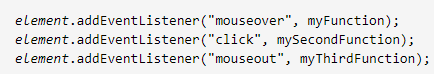 element.addEventListener("mouseover", myFunction);
element.addEventListener("click", mySecondFunction);
element.addEventListener("mouseout", myThirdFunction);